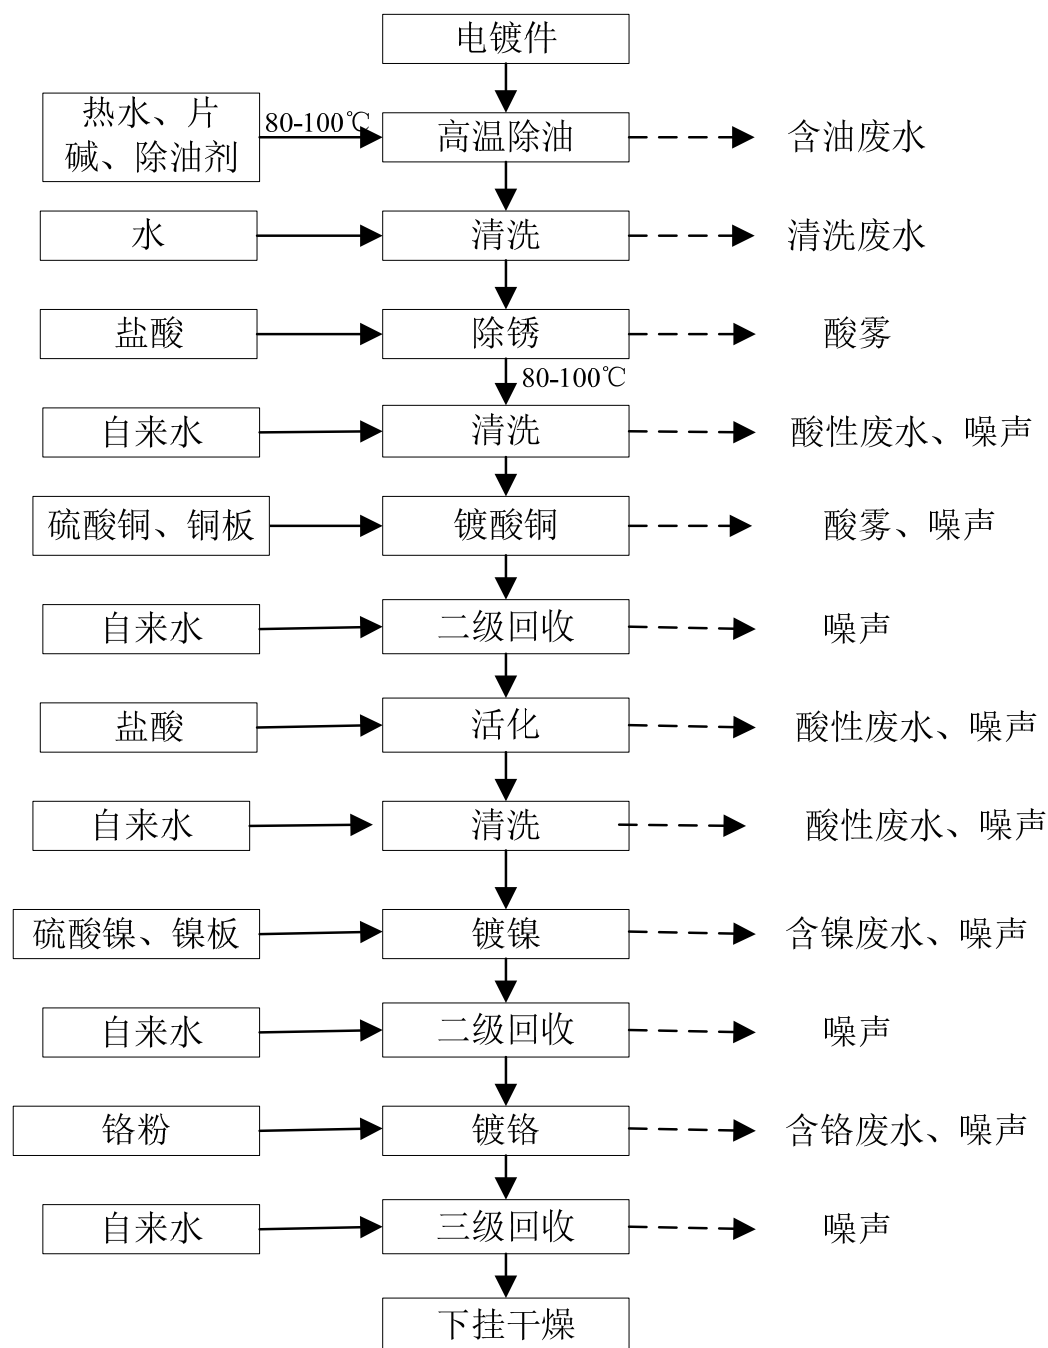 电镀件
热水、片
碱、除油剂
80-100℃
高温除油
含油废水
水
清洗
清洗废水
盐酸
除锈
酸雾
80-100℃
自来水
清洗
酸性废水、噪声
硫酸铜、铜板
镀酸铜
酸雾、噪声
自来水
二级回收
噪声
盐酸
活化
酸性废水、噪声
自来水
清洗
酸性废水、噪声
硫酸镍、镍板
镀镍
含镍废水、噪声
自来水
二级回收
噪声
铬粉
镀铬
含铬废水、噪声
自来水
三级回收
噪声
下挂干燥